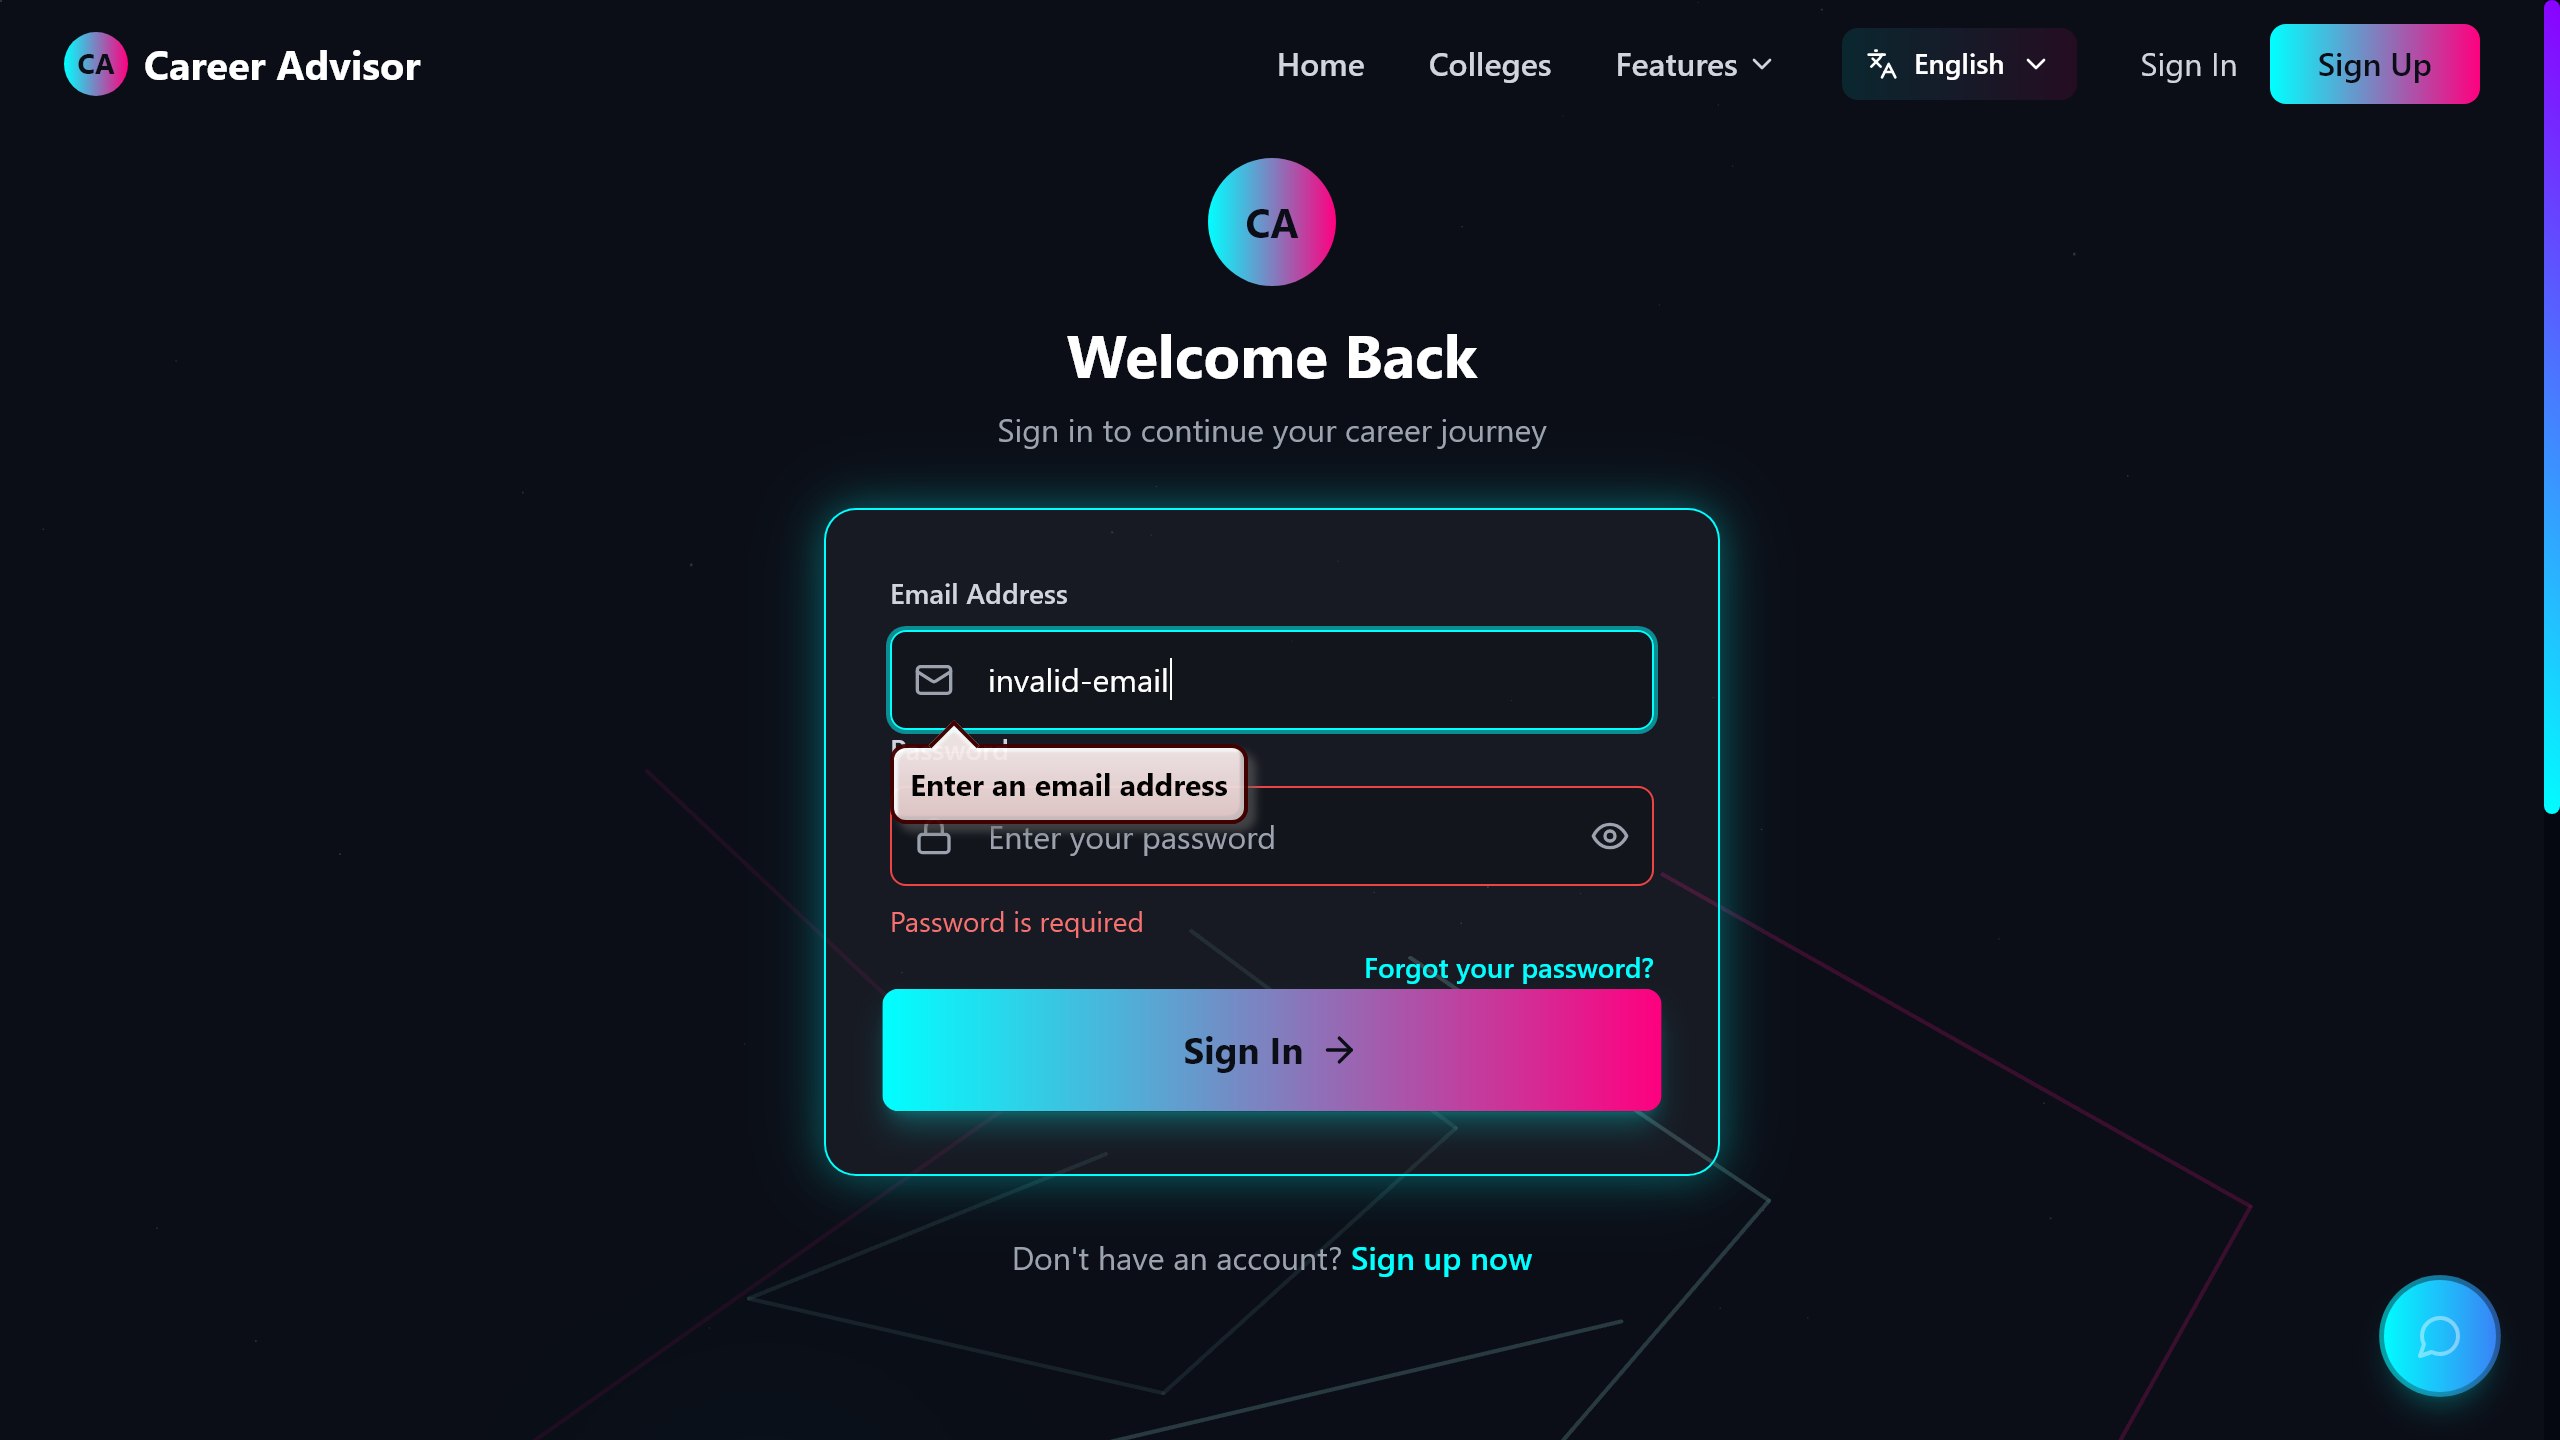 CA Career Advisor Home Colleges Features English Sign In Sign Up
CA
Welcome Back
Sign in to continue your career journey
Email Address
invalid-email
Password
Enter an email address
Enter your password
Password is required
Forgot your password?
Sign In
Don't have an account? Sign up now